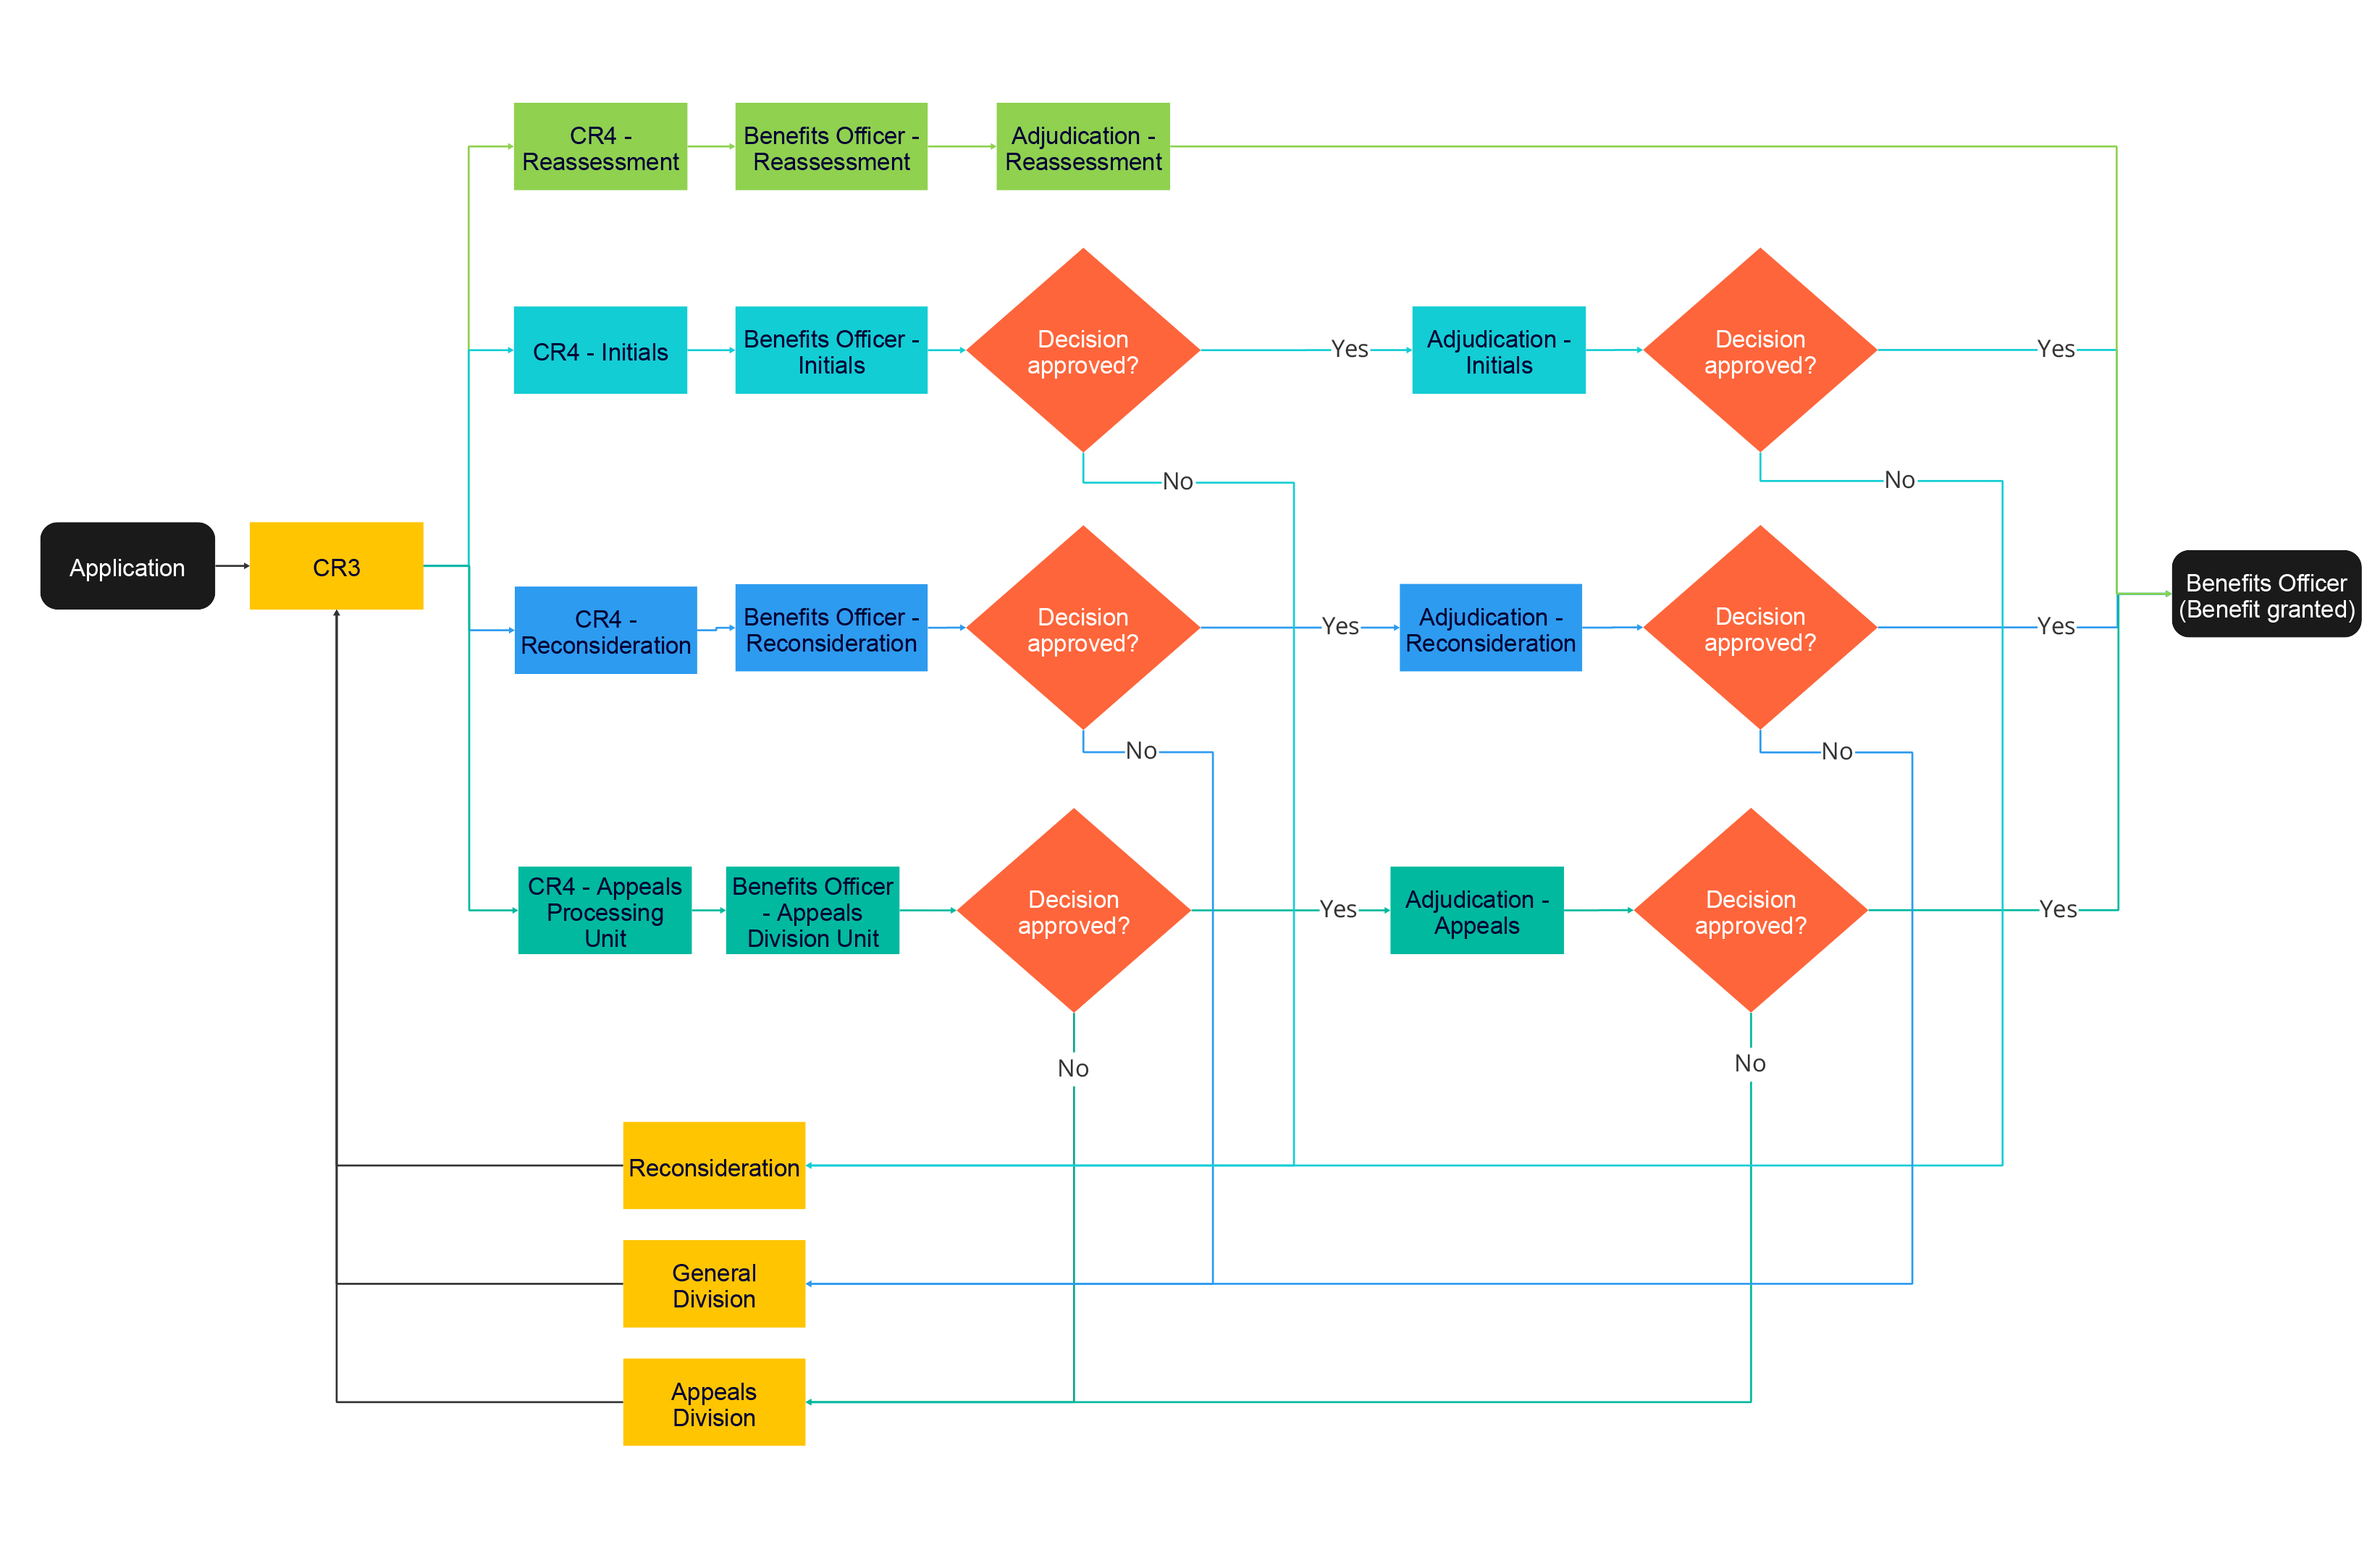 CR4 -
Reassessment
Benefits Officer -
Reassessment
Adjudication -
Reassessment
CR4 - Initials
Benefits Officer -
Initials
Decision
approved?
Yes
Adjudication -
Initials
Decision
approved?
Yes
No
No
Application
CR3
CR4 -
Reconsideration
Benefits Officer -
Reconsideration
Decision
approved?
Yes
Adjudication -
Reconsideration
Decision
approved?
Yes
Benefits Officer
(Benefit granted)
No
No
CR4 - Appeals
Processing
Unit
Benefits Officer
- Appeals
Division Unit
Decision
approved?
Yes
Adjudication -
Appeals
Decision
approved?
Yes
No
No
Reconsideration
General
Division
Appeals
Division